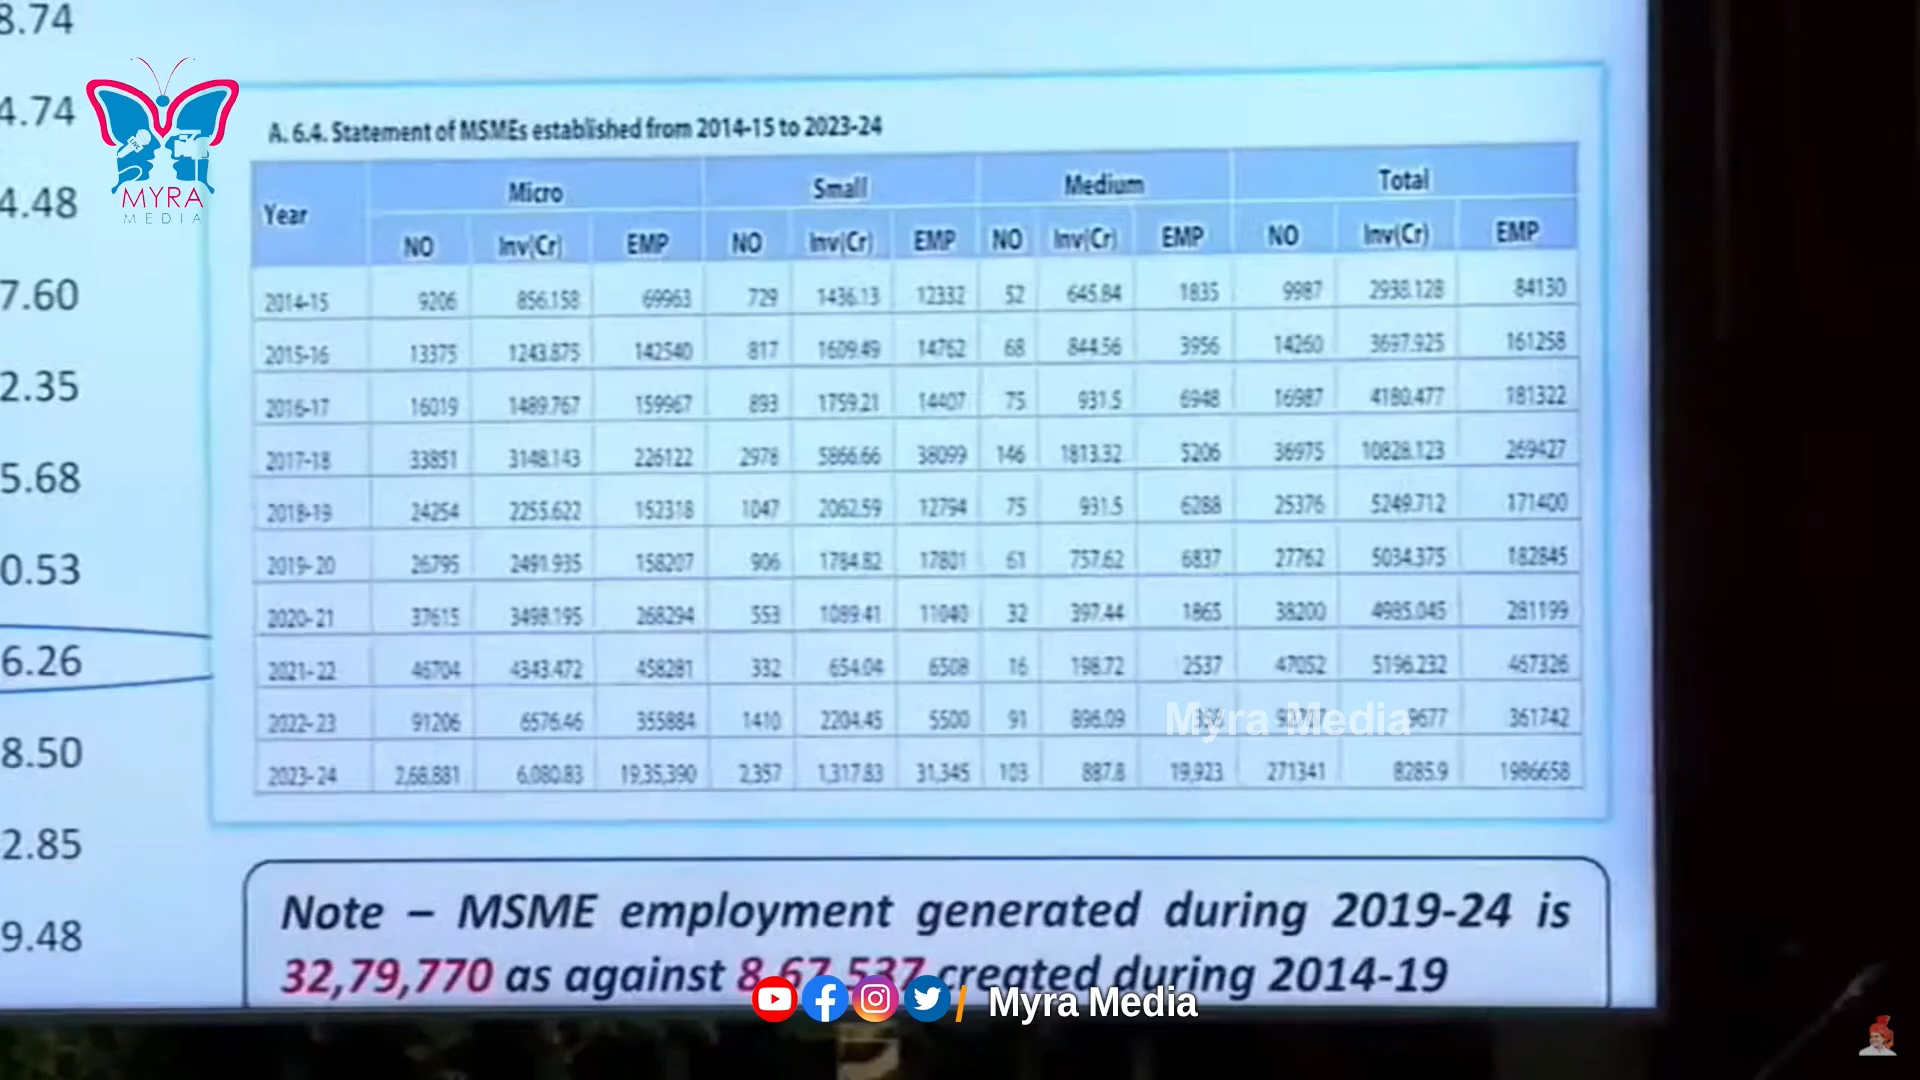 8.74
4.74
4.48
7.60
2.35
5.68
0.53
6.26
8.50
2.85
9.48
LIVE
MYRA
MEDIA
A. 6.4. Statement of MSMEs established from 2014-15 to 2023-24
Year Micro Small Medium Total
NO Inv(Cr) EMP NO Inv(Cr) EMP NO Inv(Cr) EMP NO Inv(Cr) EMP
2014-15 9206 856.158 69963 729 1436.13 12332 52 645.84 1835 9987 2938.128 84130
2015-16 13375 1243.875 142540 817 1609.49 14762 68 844.56 3956 14260 3697.925 161258
2016-17 16019 1489.767 159967 893 1759.21 14407 75 931.5 6948 16987 4180.477 181322
2017-18 33851 3148.143 226122 2978 5866.66 38099 146 1813.32 5206 36975 10828.123 269427
2018-19 24254 2255.622 152318 1047 2062.59 12794 75 931.5 6288 25376 5249.712 171400
2019-20 26795 2491.935 158207 906 1784.82 17801 61 757.62 6837 27762 5034.375 182845
2020-21 37615 3498.195 268294 553 1089.41 11040 32 397.44 1865 38200 4985.045 281199
2021-22 46704 4343.472 458281 332 654.04 6508 16 198.72 2537 47052 5196.232 467326
2022-23 91206 6576.46 355884 1410 2204.45 5500 91 896.09 361742
2023-24 2,68,881 6,080.83 19,35,390 2,357 1,317.83 31,345 103 887.8 19,923 271341 8285.9 1986658
Myra Media
Note – MSME employment generated during 2019-24 is
32,79,770 as against 8,67,537 created during 2014-19
/ Myra Media